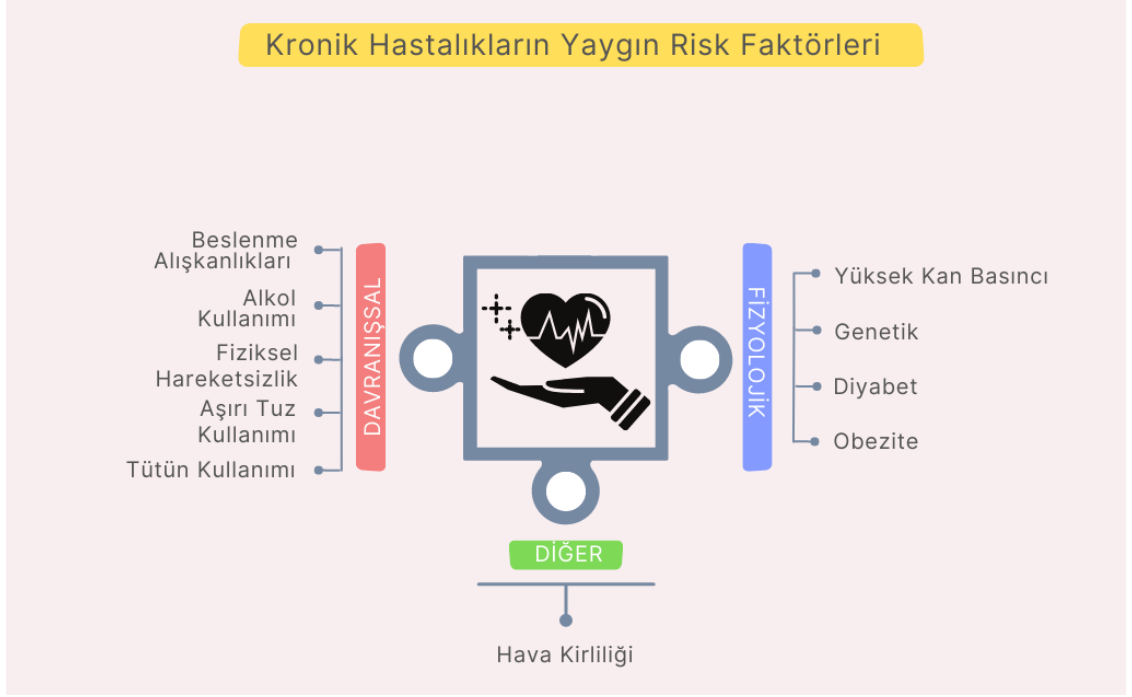 Kronik Hastalıkların Yaygın Risk Faktörleri
DAVRANIŞSAL
Beslenme
Alışkanlıkları
Alkol
Kullanımı
Fiziksel
Hareketsizlik
Aşırı Tuz
Kullanımı
Tütün Kullanımı
FİZYOLOJİK
Yüksek Kan Basıncı
Genetik
Diyabet
Obezite
DİĞER
Hava Kirliliği